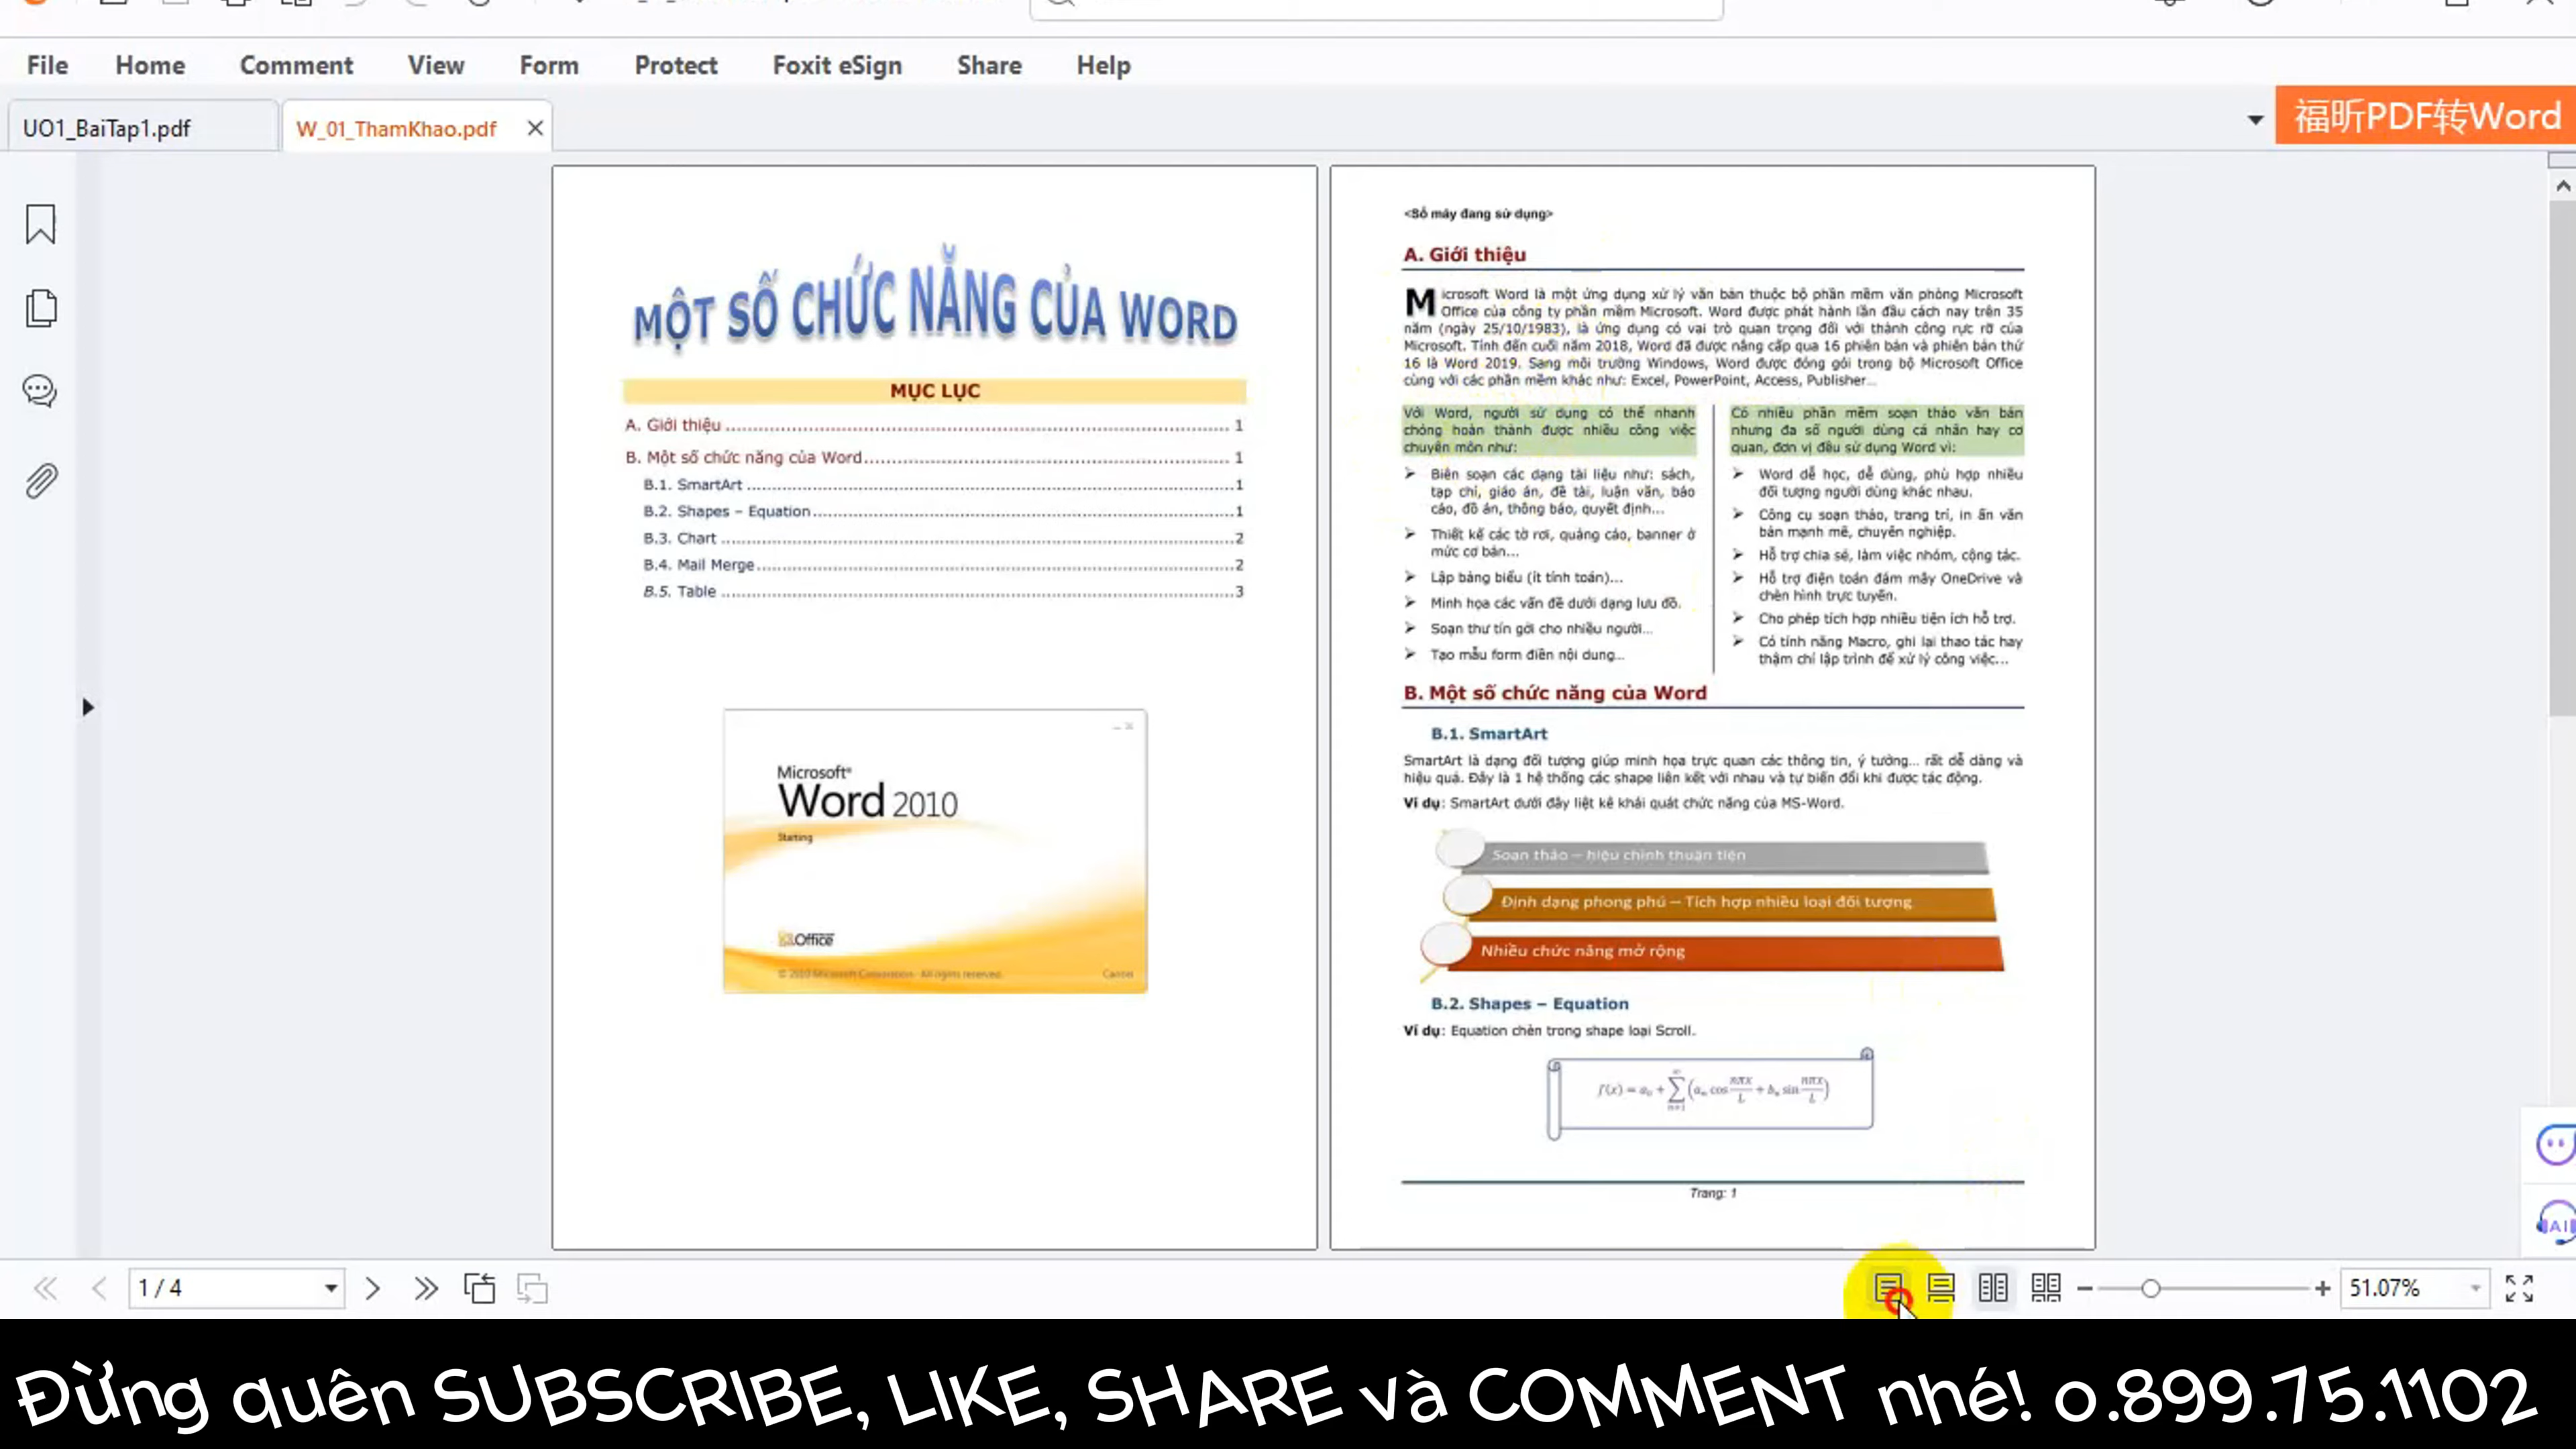 File Home Comment View Form Protect Foxit eSign Share Help
UO1_BaiTap1.pdf W_01_ThamKhao.pdf
福昕PDF转Word
MỘT SỐ CHỨC NĂNG CỦA WORD
MỤC LỤC
A. Giới thiệu 1
B. Một số chức năng của Word 1
B.1. SmartArt 1
B.2. Shapes – Equation 1
B.3. Chart 2
B.4. Mail Merge 2
B.5. Table 3
Microsoft
Word 2010
Starting
Office
© 2010 Microsoft Corporation. All rights reserved. Cancel
<Số máy đang sử dụng>
A. Giới thiệu
Microsoft Word là một ứng dụng xử lý văn bản thuộc bộ phần mềm văn phòng Microsoft
Office của công ty phần mềm Microsoft. Word được phát hành lần đầu cách nay trên 35
năm (ngày 25/10/1983), là ứng dụng có vai trò quan trọng đối với thành công rực rỡ của
Microsoft. Tính đến cuối năm 2018, Word đã được nâng cấp qua 16 phiên bản và phiên bản thứ
16 là Word 2019. Sang môi trường Windows, Word được đóng gói trong bộ Microsoft Office
cùng với các phần mềm khác như: Excel, PowerPoint, Access, Publisher…
Với Word, người sử dụng có thể nhanh
chóng hoàn thành được nhiều công việc
chuyên môn như:
➢ Biên soạn các dạng tài liệu như: sách,
tạp chí, giáo án, đề tài, luận văn, báo
cáo, đồ án, thông báo, quyết định…
➢ Thiết kế các tờ rơi, quảng cáo, banner ở
mức cơ bản…
➢ Lập bảng biểu (ít tính toán)…
➢ Minh họa các vấn đề dưới dạng lưu đồ.
➢ Soạn thư tín gởi cho nhiều người…
➢ Tạo mẫu form điền nội dung…
Có nhiều phần mềm soạn thảo văn bản
nhưng đa số người dùng cá nhân hay cơ
quan, đơn vị đều sử dụng Word vì:
➢ Word dễ học, dễ dùng, phù hợp nhiều
đối tượng người dùng khác nhau.
➢ Công cụ soạn thảo, trang trí, in ấn văn
bản mạnh mẽ, chuyên nghiệp.
➢ Hỗ trợ chia sẻ, làm việc nhóm, cộng tác.
➢ Hỗ trợ điện toán đám mây OneDrive và
chèn hình trực tuyến.
➢ Cho phép tích hợp nhiều tiện ích hỗ trợ.
➢ Có tính năng Macro, ghi lại thao tác hay
thậm chí lập trình để xử lý công việc…
B. Một số chức năng của Word
B.1. SmartArt
SmartArt là dạng đối tượng giúp minh họa trực quan các thông tin, ý tưởng… rất dễ dàng và
hiệu quả. Đây là 1 hệ thống các shape liên kết với nhau và tự biến đổi khi được tác động.
Ví dụ: SmartArt dưới đây liệt kê khái quát chức năng của MS-Word.
Soạn thảo – hiệu chỉnh thuận tiện
Định dạng phong phú – Tích hợp nhiều loại đối tượng
Nhiều chức năng mở rộng
B.2. Shapes – Equation
Ví dụ: Equation chèn trong shape loại Scroll.
f(x) = a₀ + ∑ₙ₌₁^∞ (aₙ cos nπx/L + bₙ sin nπx/L)
Trang: 1
AI
1 / 4 51.07%
Đừng quên SUBSCRIBE, LIKE, SHARE và COMMENT nhé! 0.899.75.1102